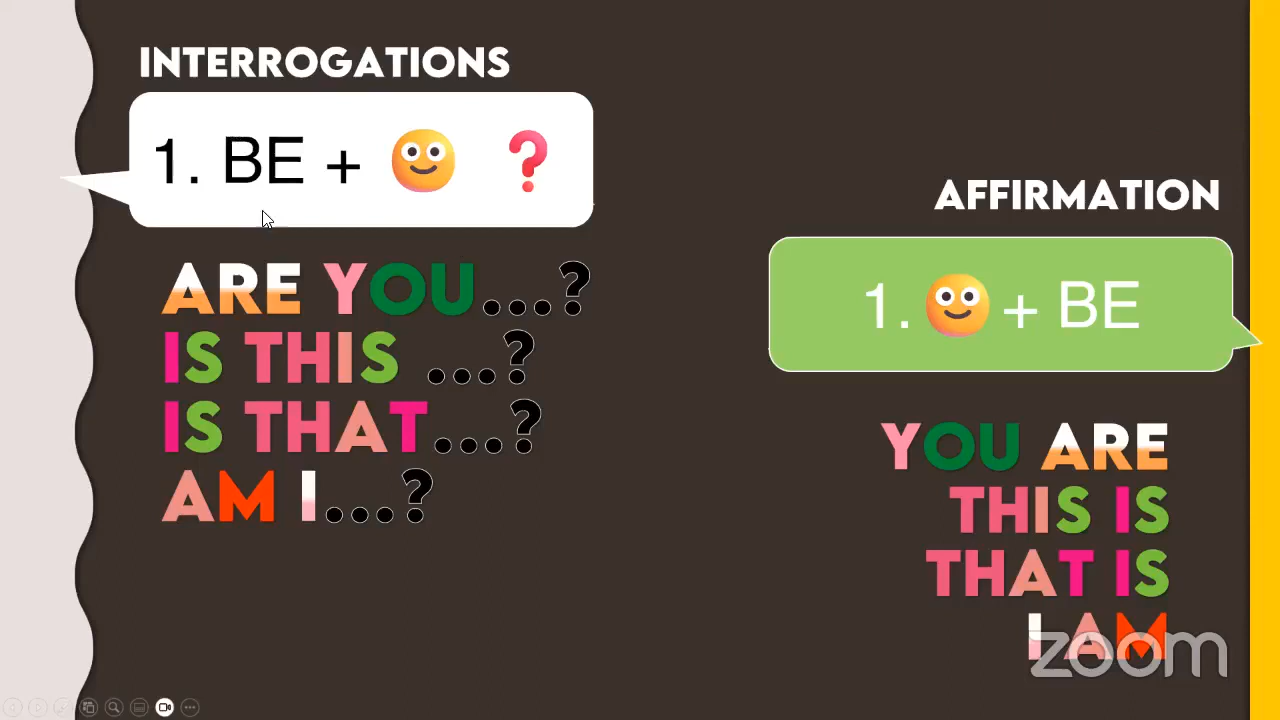 INTERROGATIONS
1. BE + 🙂 ❓
ARE YOU...?
IS THIS ...?
IS THAT...?
AM I...?
AFFIRMATION
1. 🙂 + BE
YOU ARE
THIS IS
THAT IS
I AM
zoom